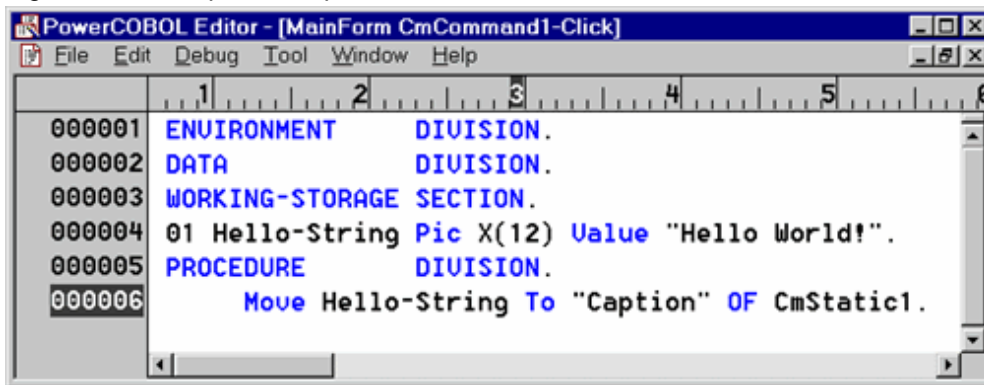 PowerCOBOL Editor - [MainForm CmCommand1-Click]
File Edit Debug Tool Window Help
1 2 3 4 5 6
000001 ENVIRONMENT DIVISION.
000002 DATA DIVISION.
000003 WORKING-STORAGE SECTION.
000004 01 Hello-String Pic X(12) Value "Hello World!".
000005 PROCEDURE DIVISION.
000006 Move Hello-String To "Caption" OF CmStatic1.